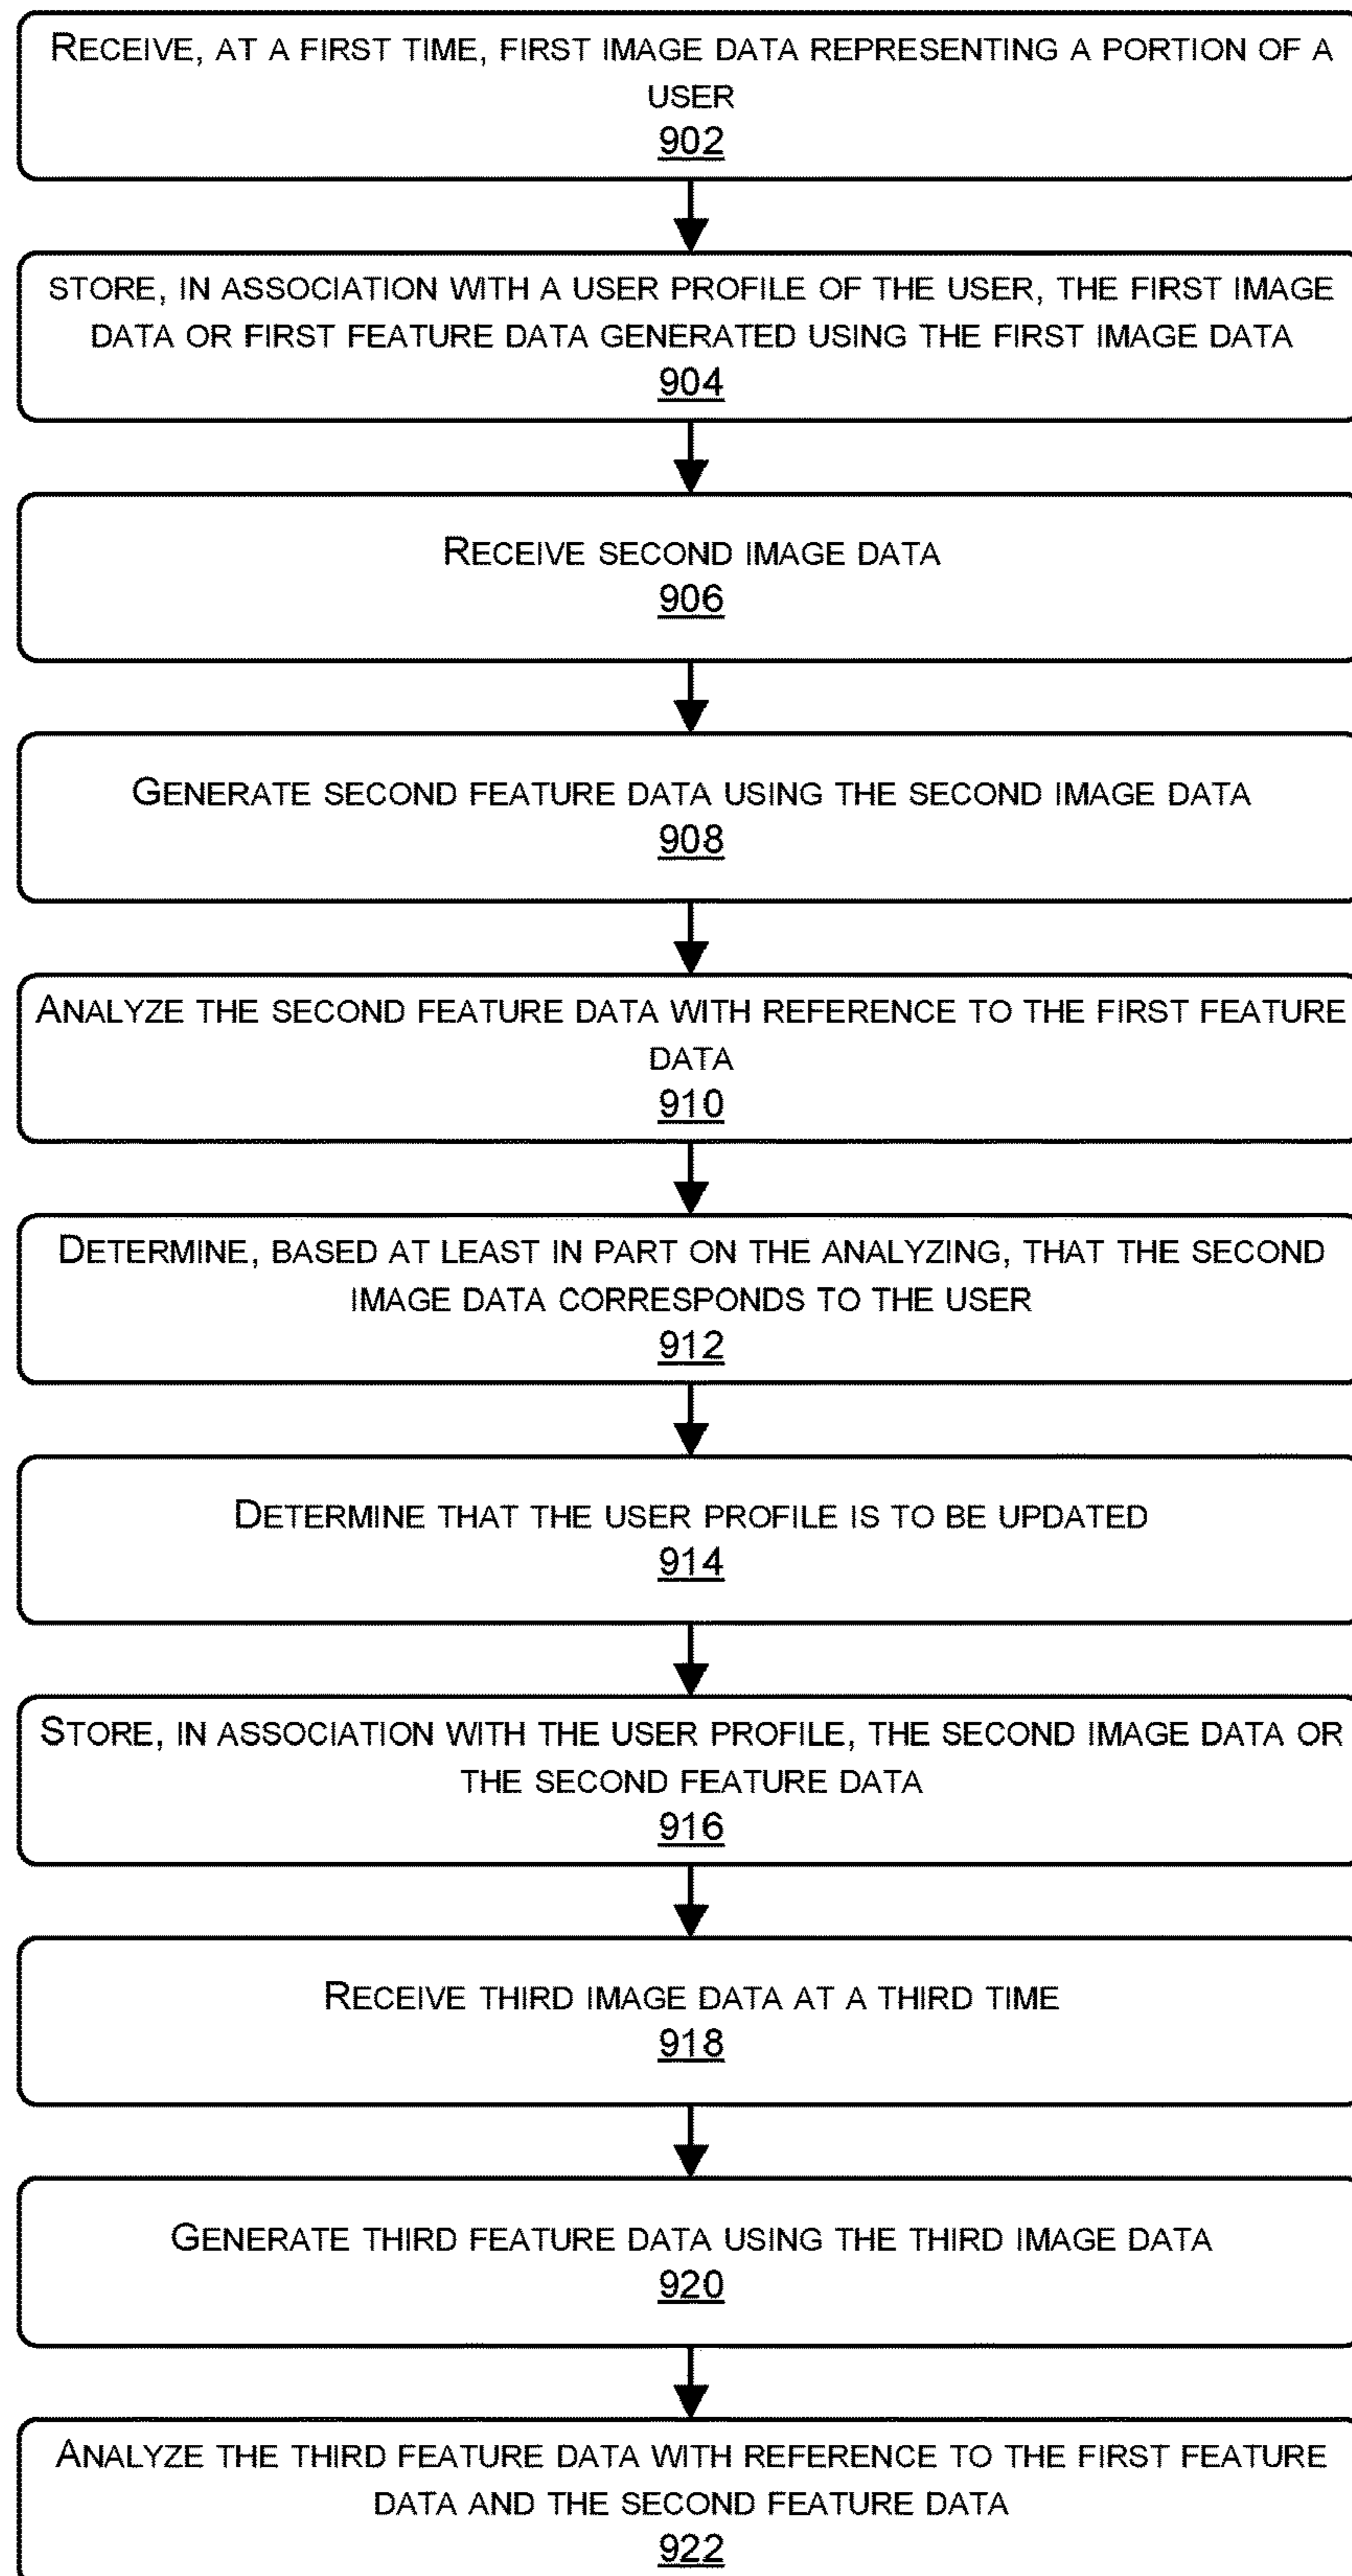 RECEIVE, AT A FIRST TIME, FIRST IMAGE DATA REPRESENTING A PORTION OF A
USER
902
STORE, IN ASSOCIATION WITH A USER PROFILE OF THE USER, THE FIRST IMAGE
DATA OR FIRST FEATURE DATA GENERATED USING THE FIRST IMAGE DATA
904
RECEIVE SECOND IMAGE DATA
906
GENERATE SECOND FEATURE DATA USING THE SECOND IMAGE DATA
908
ANALYZE THE SECOND FEATURE DATA WITH REFERENCE TO THE FIRST FEATURE
DATA
910
DETERMINE, BASED AT LEAST IN PART ON THE ANALYZING, THAT THE SECOND
IMAGE DATA CORRESPONDS TO THE USER
912
DETERMINE THAT THE USER PROFILE IS TO BE UPDATED
914
STORE, IN ASSOCIATION WITH THE USER PROFILE, THE SECOND IMAGE DATA OR
THE SECOND FEATURE DATA
916
RECEIVE THIRD IMAGE DATA AT A THIRD TIME
918
GENERATE THIRD FEATURE DATA USING THE THIRD IMAGE DATA
920
ANALYZE THE THIRD FEATURE DATA WITH REFERENCE TO THE FIRST FEATURE
DATA AND THE SECOND FEATURE DATA
922